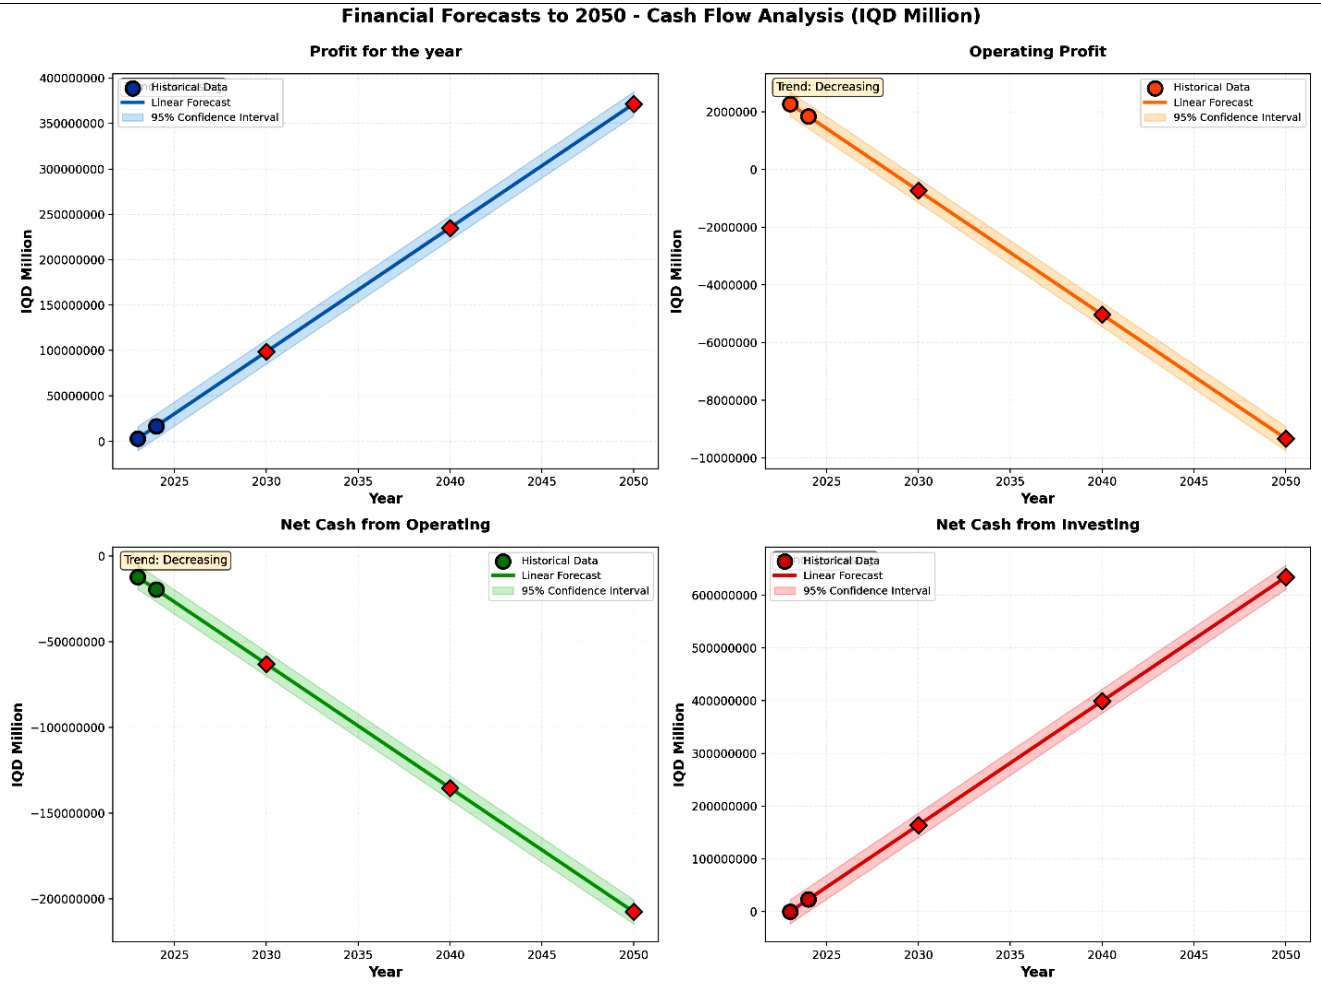 Financial Forecasts to 2050 - Cash Flow Analysis (IQD Million)
Profit for the year
Historical Data
Linear Forecast
95% Confidence Interval
400000000
350000000
300000000
250000000
200000000
150000000
100000000
50000000
0
IQD Million
2025
2030
2035
2040
2045
2050
Year
Operating Profit
Trend: Decreasing
Historical Data
Linear Forecast
95% Confidence Interval
2000000
0
−2000000
−4000000
−6000000
−8000000
−10000000
IQD Million
2025
2030
2035
2040
2045
2050
Year
Net Cash from Operating
Trend: Decreasing
Historical Data
Linear Forecast
95% Confidence Interval
0
−50000000
−100000000
−150000000
−200000000
IQD Million
2025
2030
2035
2040
2045
2050
Year
Net Cash from Investing
Historical Data
Linear Forecast
95% Confidence Interval
600000000
500000000
400000000
300000000
200000000
100000000
0
IQD Million
2025
2030
2035
2040
2045
2050
Year